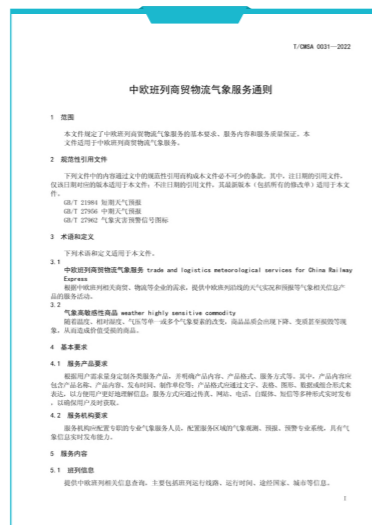 T/CMSA 0031—2022
中欧班列商贸物流气象服务通则
1 范围
本文件规定了中欧班列商贸物流气象服务的基本要求、服务内容和服务质量保证。本
文件适用于中欧班列商贸物流气象服务。
2 规范性引用文件
下列文件中的内容通过文中的规范性引用而构成本文件必不可少的条款。其中，注日期的引用文件，
仅该日期对应的版本适用于本文件；不注日期的引用文件，其最新版本（包括所有的修改单）适用于本文
件。
GB/T 21984 短期天气预报
GB/T 27956 中期天气预报
GB/T 27962 气象灾害预警信号图标
3 术语和定义
下列术语和定义适用于本文件。
3.1
中欧班列商贸物流气象服务 trade and logistics meteorological services for China Railway
Express
根据中欧班列相关商贸、物流等企业的需求，提供中欧班列沿线的天气实况和预报等气象相关信息产
品的服务活动。
3.2
气象高敏感性商品 weather highly sensitive commodity
随着温度、相对湿度、气压等单一或多个气象要素的改变，商品品质会出现下降、变质甚至损毁等现
象，从而造成价值受损的商品。
4 基本要求
4.1 服务产品要求
根据用户需求量身定制各类服务产品，并明确产品内容、产品格式、服务方式等。其中，产品内容应
包含产品名称、产品内容、发布时间、制作单位等；产品格式应通过文字、表格、图形、数据或组合形式来
表达，以方便用户更好地理解信息；服务方式应通过传真、网站、电话、自媒体、短信等多种形式实时发布
，以确保用户及时获取。
4.2 服务机构要求
服务机构应配置专职的专业气象服务人员，配置服务区域的气象观测、预报、预警专业系统，具有气
象信息实时发布能力。
5 服务内容
5.1 班列信息
提供中欧班列相关信息查询，主要包括班列运行线路、运行时间、途经国家、城市等信息。
1